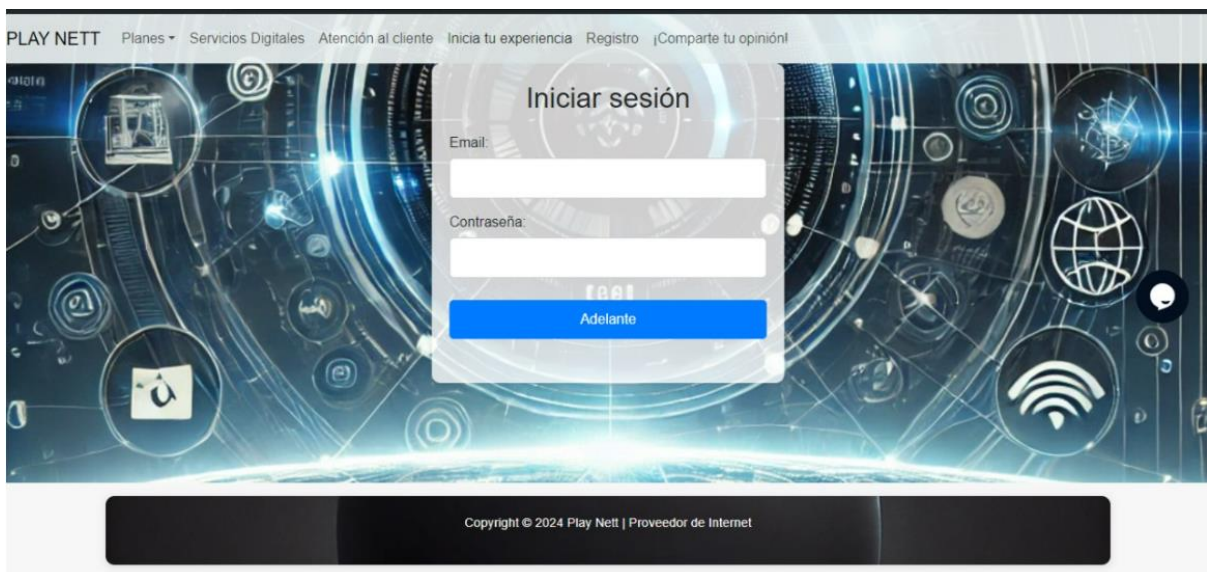 PLAY NETT Planes Servicios Digitales Atención al cliente Inicia tu experiencia Registro ¡Comparte tu opinión!
Iniciar sesión
Email:
Contraseña:
Adelante
Copyright © 2024 Play Nett | Proveedor de Internet